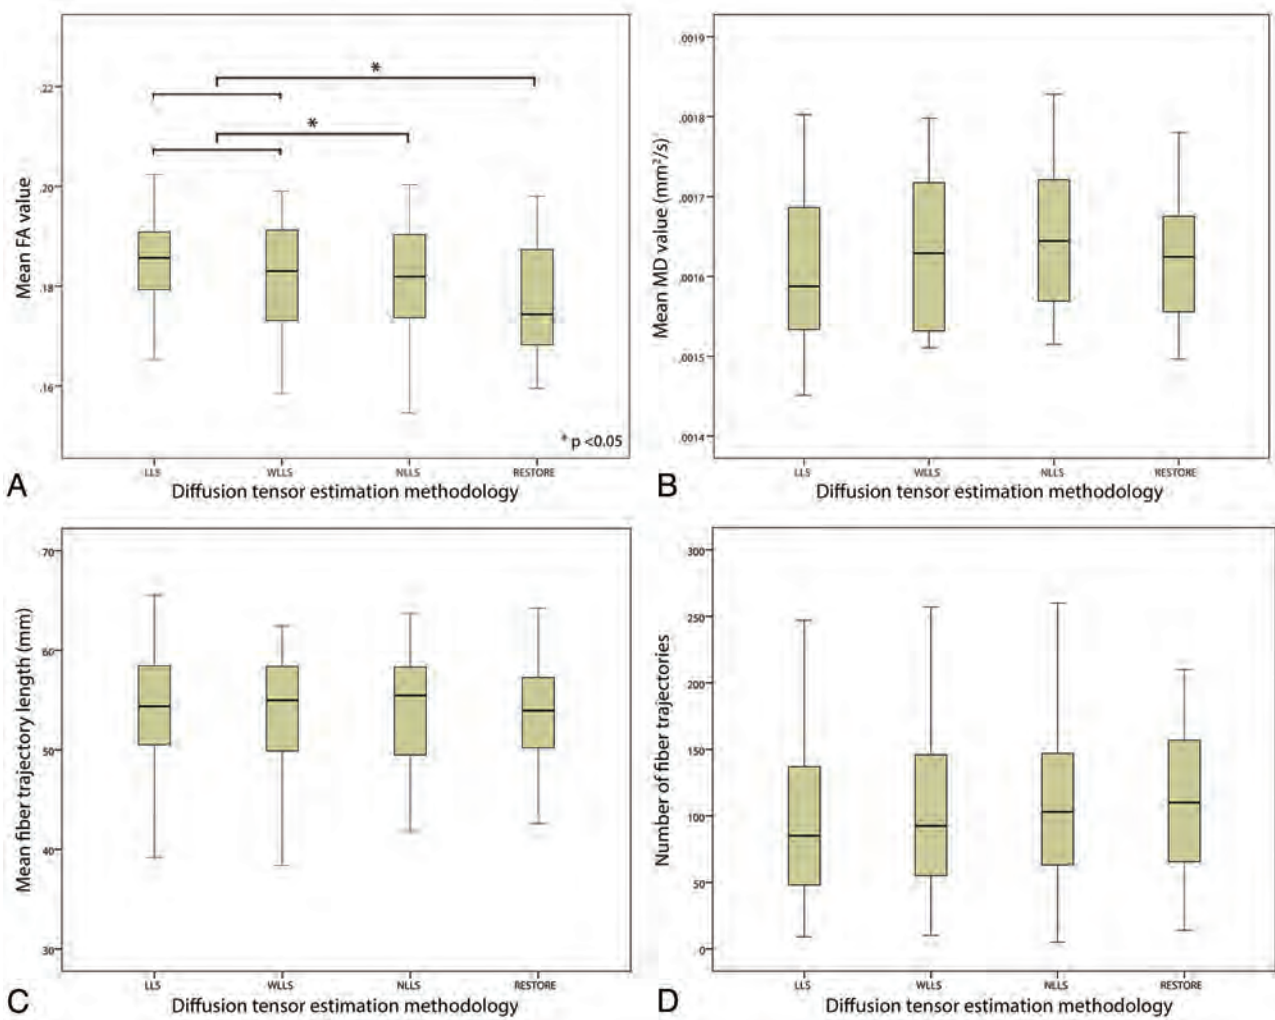 *
.22
*
.20
.18
.16
Mean FA value
* p <0.05
LLS WLLS NLLS RESTORE
A Diffusion tensor estimation methodology
.0019
.0018
.0017
.0016
.0015
.0014
Mean MD value (mm²/s)
LLS WLLS NLLS RESTORE
B Diffusion tensor estimation methodology
70
60
50
40
30
Mean fiber trajectory length (mm)
LLS WLLS NLLS RESTORE
C Diffusion tensor estimation methodology
300
250
200
150
100
50
0
Number of fiber trajectories
LLS WLLS NLLS RESTORE
D Diffusion tensor estimation methodology